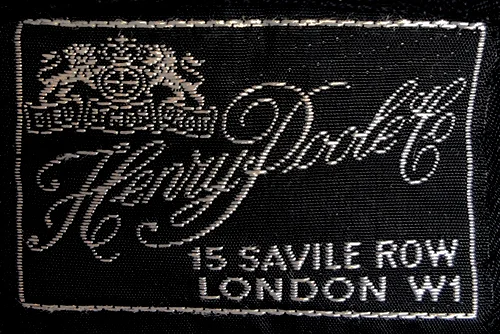 Henry Poole & Co
15 SAVILE ROW
LONDON W1